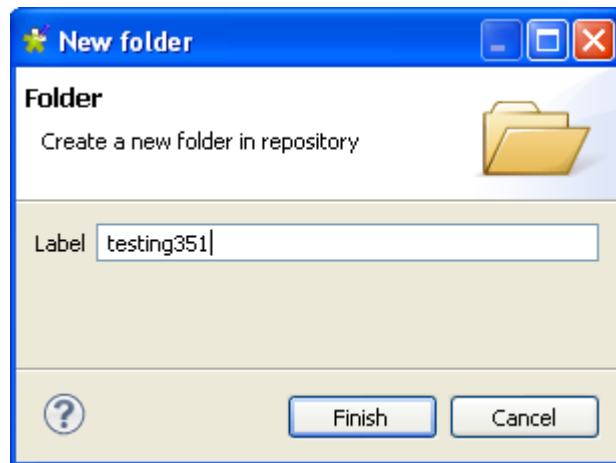 New folder
Folder
Create a new folder in repository
Label testing351
?
Finish Cancel